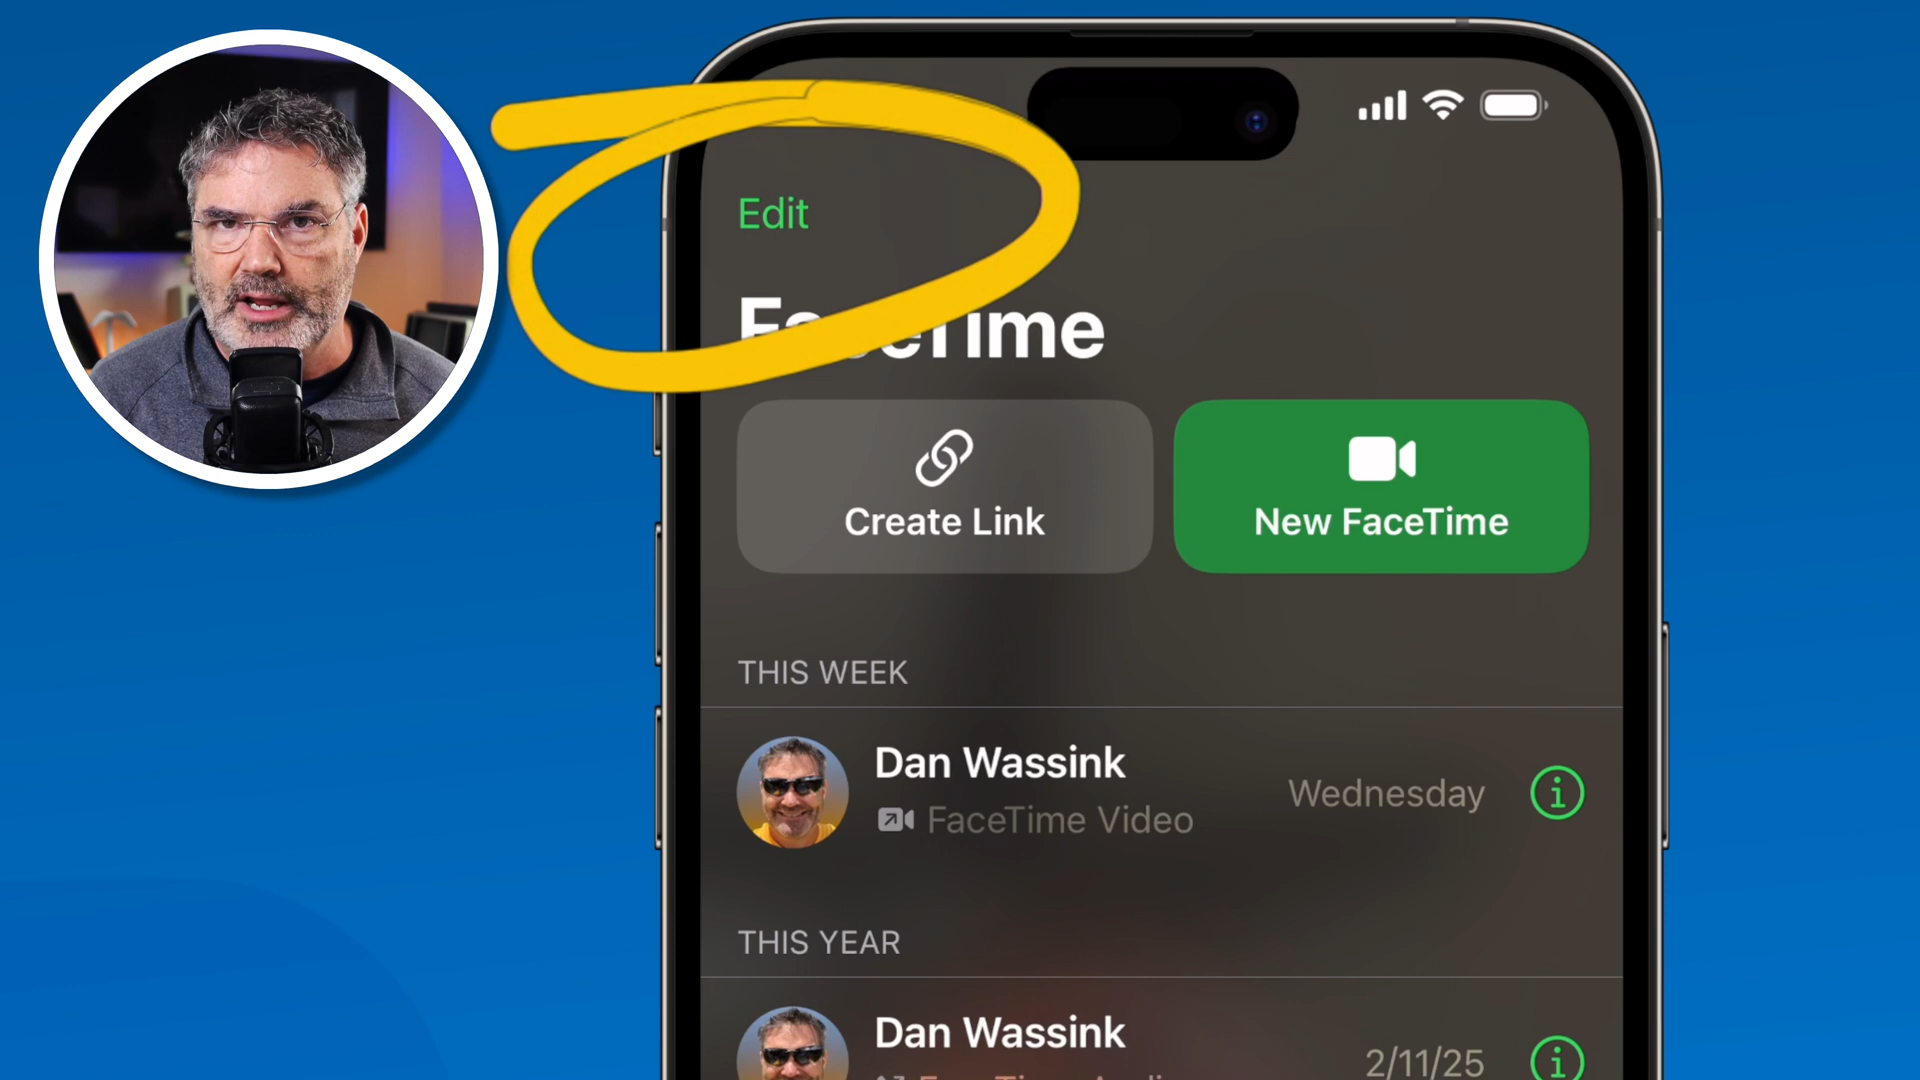 Edit
FaceTime
Create Link
New FaceTime
THIS WEEK
Dan Wassink
FaceTime Video
Wednesday
THIS YEAR
Dan Wassink
2/11/25